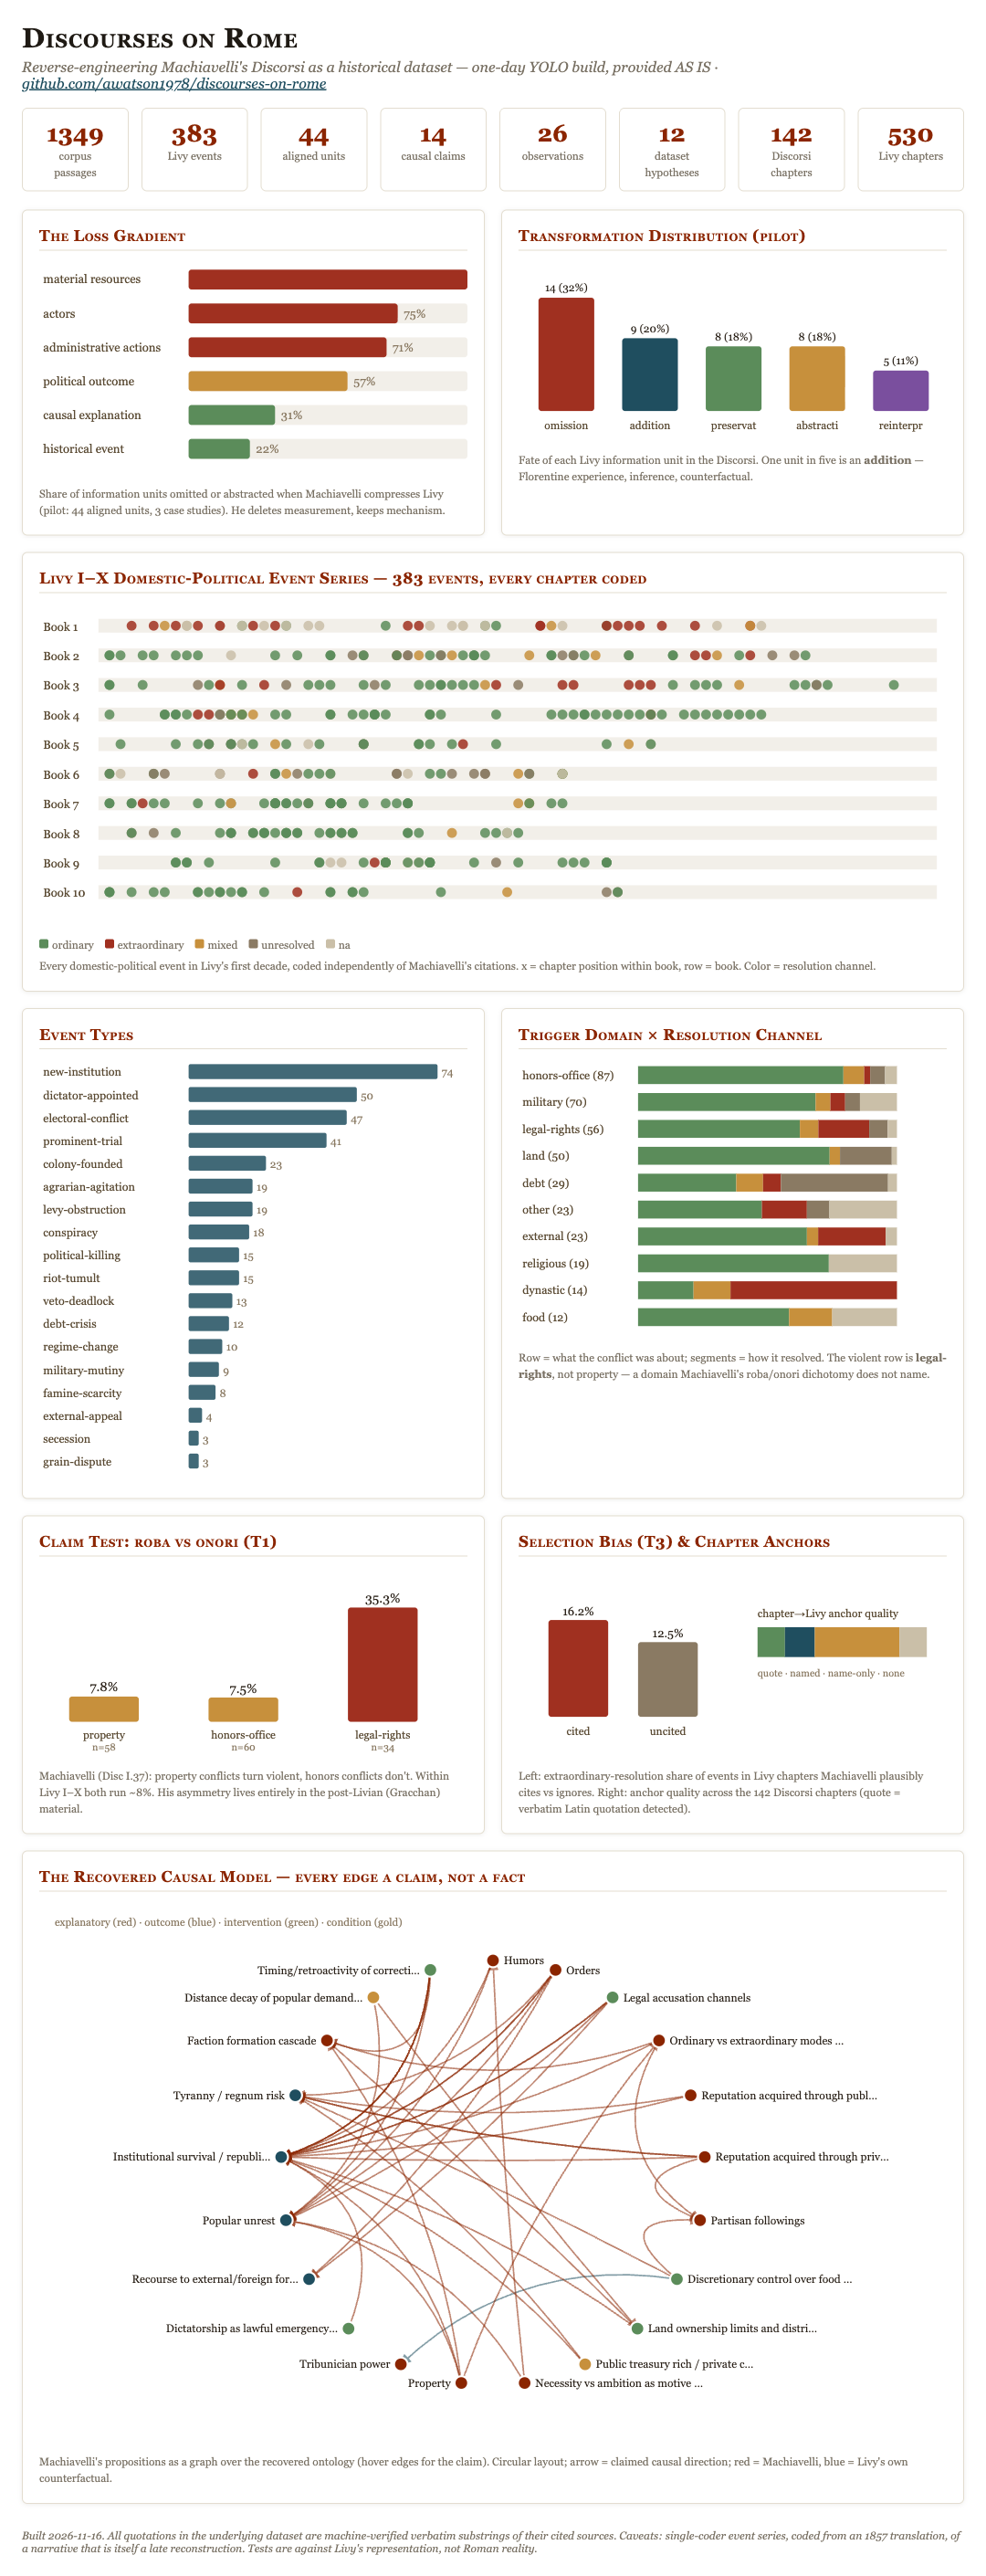 Discourses on Rome
Reverse-engineering Machiavelli's Discorsi as a historical dataset — one-day YOLO build, provided AS IS ·
github.com/awatson1978/discourses-on-rome
1349
corpus
passages
383
Livy events
44
aligned units
14
causal claims
26
observations
12
dataset
hypotheses
142
Discorsi
chapters
530
Livy chapters
The Loss Gradient
material resources
actors
75%
administrative actions
71%
political outcome
57%
causal explanation
31%
historical event
22%
Share of information units omitted or abstracted when Machiavelli compresses Livy
(pilot: 44 aligned units, 3 case studies). He deletes measurement, keeps mechanism.
Transformation Distribution (pilot)
14 (32%)
9 (20%)
8 (18%)
8 (18%)
5 (11%)
omission
addition
preservat
abstracti
reinterpr
Fate of each Livy information unit in the Discorsi. One unit in five is an addition —
Florentine experience, inference, counterfactual.
Livy I–X Domestic-Political Event Series — 383 events, every chapter coded
Book 1
Book 2
Book 3
Book 4
Book 5
Book 6
Book 7
Book 8
Book 9
Book 10
ordinary
extraordinary
mixed
unresolved
na
Every domestic-political event in Livy's first decade, coded independently of Machiavelli's citations. x = chapter position within book, row = book. Color = resolution channel.
Event Types
new-institution
74
dictator-appointed
50
electoral-conflict
47
prominent-trial
41
colony-founded
23
agrarian-agitation
19
levy-obstruction
19
conspiracy
18
political-killing
15
riot-tumult
15
veto-deadlock
13
debt-crisis
12
regime-change
10
military-mutiny
9
famine-scarcity
8
external-appeal
4
secession
3
grain-dispute
3
Trigger Domain × Resolution Channel
honors-office (87)
military (70)
legal-rights (56)
land (50)
debt (29)
other (23)
external (23)
religious (19)
dynastic (14)
food (12)
Row = what the conflict was about; segments = how it resolved. The violent row is legal-
rights, not property — a domain Machiavelli's roba/onori dichotomy does not name.
Claim Test: roba vs onori (T1)
7.8%
7.5%
35.3%
property
n=58
honors-office
n=60
legal-rights
n=34
Machiavelli (Disc I.37): property conflicts turn violent, honors conflicts don't. Within
Livy I–X both run ~8%. His asymmetry lives entirely in the post-Livian (Gracchan)
material.
Selection Bias (T3) & Chapter Anchors
16.2%
12.5%
cited
uncited
chapter→Livy anchor quality
quote · named · name-only · none
Left: extraordinary-resolution share of events in Livy chapters Machiavelli plausibly
cites vs ignores. Right: anchor quality across the 142 Discorsi chapters (quote =
verbatim Latin quotation detected).
The Recovered Causal Model — every edge a claim, not a fact
explanatory (red) · outcome (blue) · intervention (green) · condition (gold)
Humors
Timing/retroactivity of correcti...
Orders
Distance decay of popular demand...
Legal accusation channels
Faction formation cascade
Ordinary vs extraordinary modes ...
Tyranny / regnum risk
Reputation acquired through publ...
Institutional survival / republi...
Reputation acquired through priv...
Popular unrest
Partisan followings
Recourse to external/foreign for...
Discretionary control over food ...
Dictatorship as lawful emergency...
Land ownership limits and distri...
Tribunician power
Public treasury rich / private c...
Property
Necessity vs ambition as motive ...
Machiavelli's propositions as a graph over the recovered ontology (hover edges for the claim). Circular layout; arrow = claimed causal direction; red = Machiavelli, blue = Livy's own
counterfactual.
Built 2026-11-16. All quotations in the underlying dataset are machine-verified verbatim substrings of their cited sources. Caveats: single-coder event series, coded from an 1857 translation, of
a narrative that is itself a late reconstruction. Tests are against Livy's representation, not Roman reality.